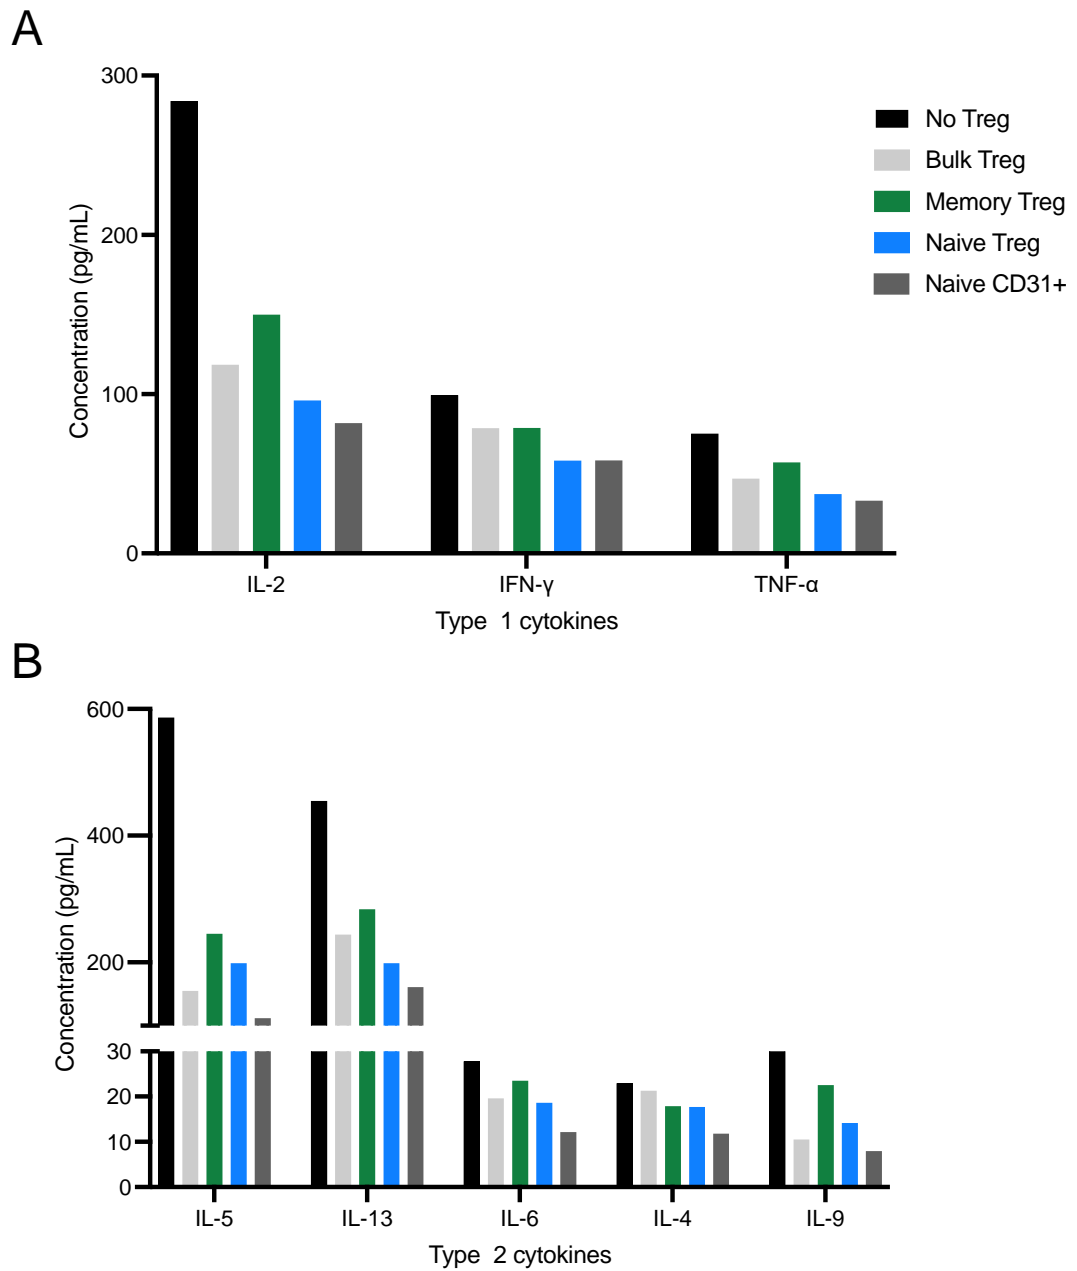 A
300
200
100
0
Concentration (pg/mL)
IL-2
IFN-γ
TNF-α
Type  1 cytokines
No Treg
Bulk Treg
Memory Treg
Naive Treg
Naive CD31+
B
600
400
200
30
20
10
0
Concentration (pg/mL)
IL-5
IL-13
IL-6
IL-4
IL-9
Type  2 cytokines